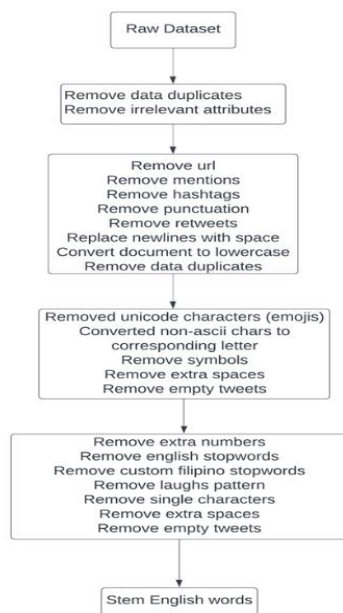 Raw Dataset
Remove data duplicates
Remove irrelevant attributes
Remove url
Remove mentions
Remove hashtags
Remove punctuation
Remove retweets
Replace newlines with space
Convert document to lowercase
Remove data duplicates
Removed unicode characters (emojis)
Converted non-ascii chars to
corresponding letter
Remove symbols
Remove extra spaces
Remove empty tweets
Remove extra numbers
Remove english stopwords
Remove custom filipino stopwords
Remove laughs pattern
Remove single characters
Remove extra spaces
Remove empty tweets
Stem English words